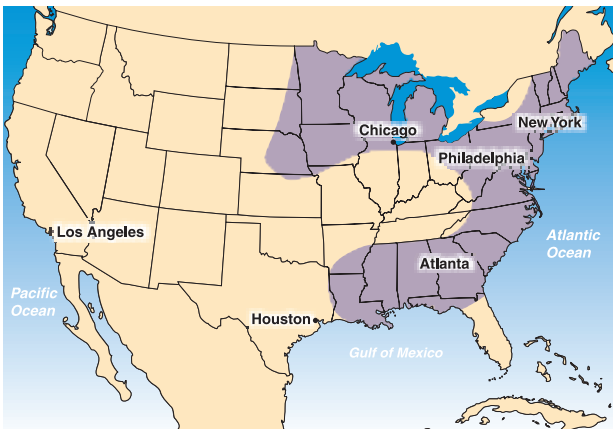 Chicago
New York
Philadelphia
Los Angeles
Atlantic
Ocean
Atlanta
Pacific
Ocean
Houston
Gulf of Mexico